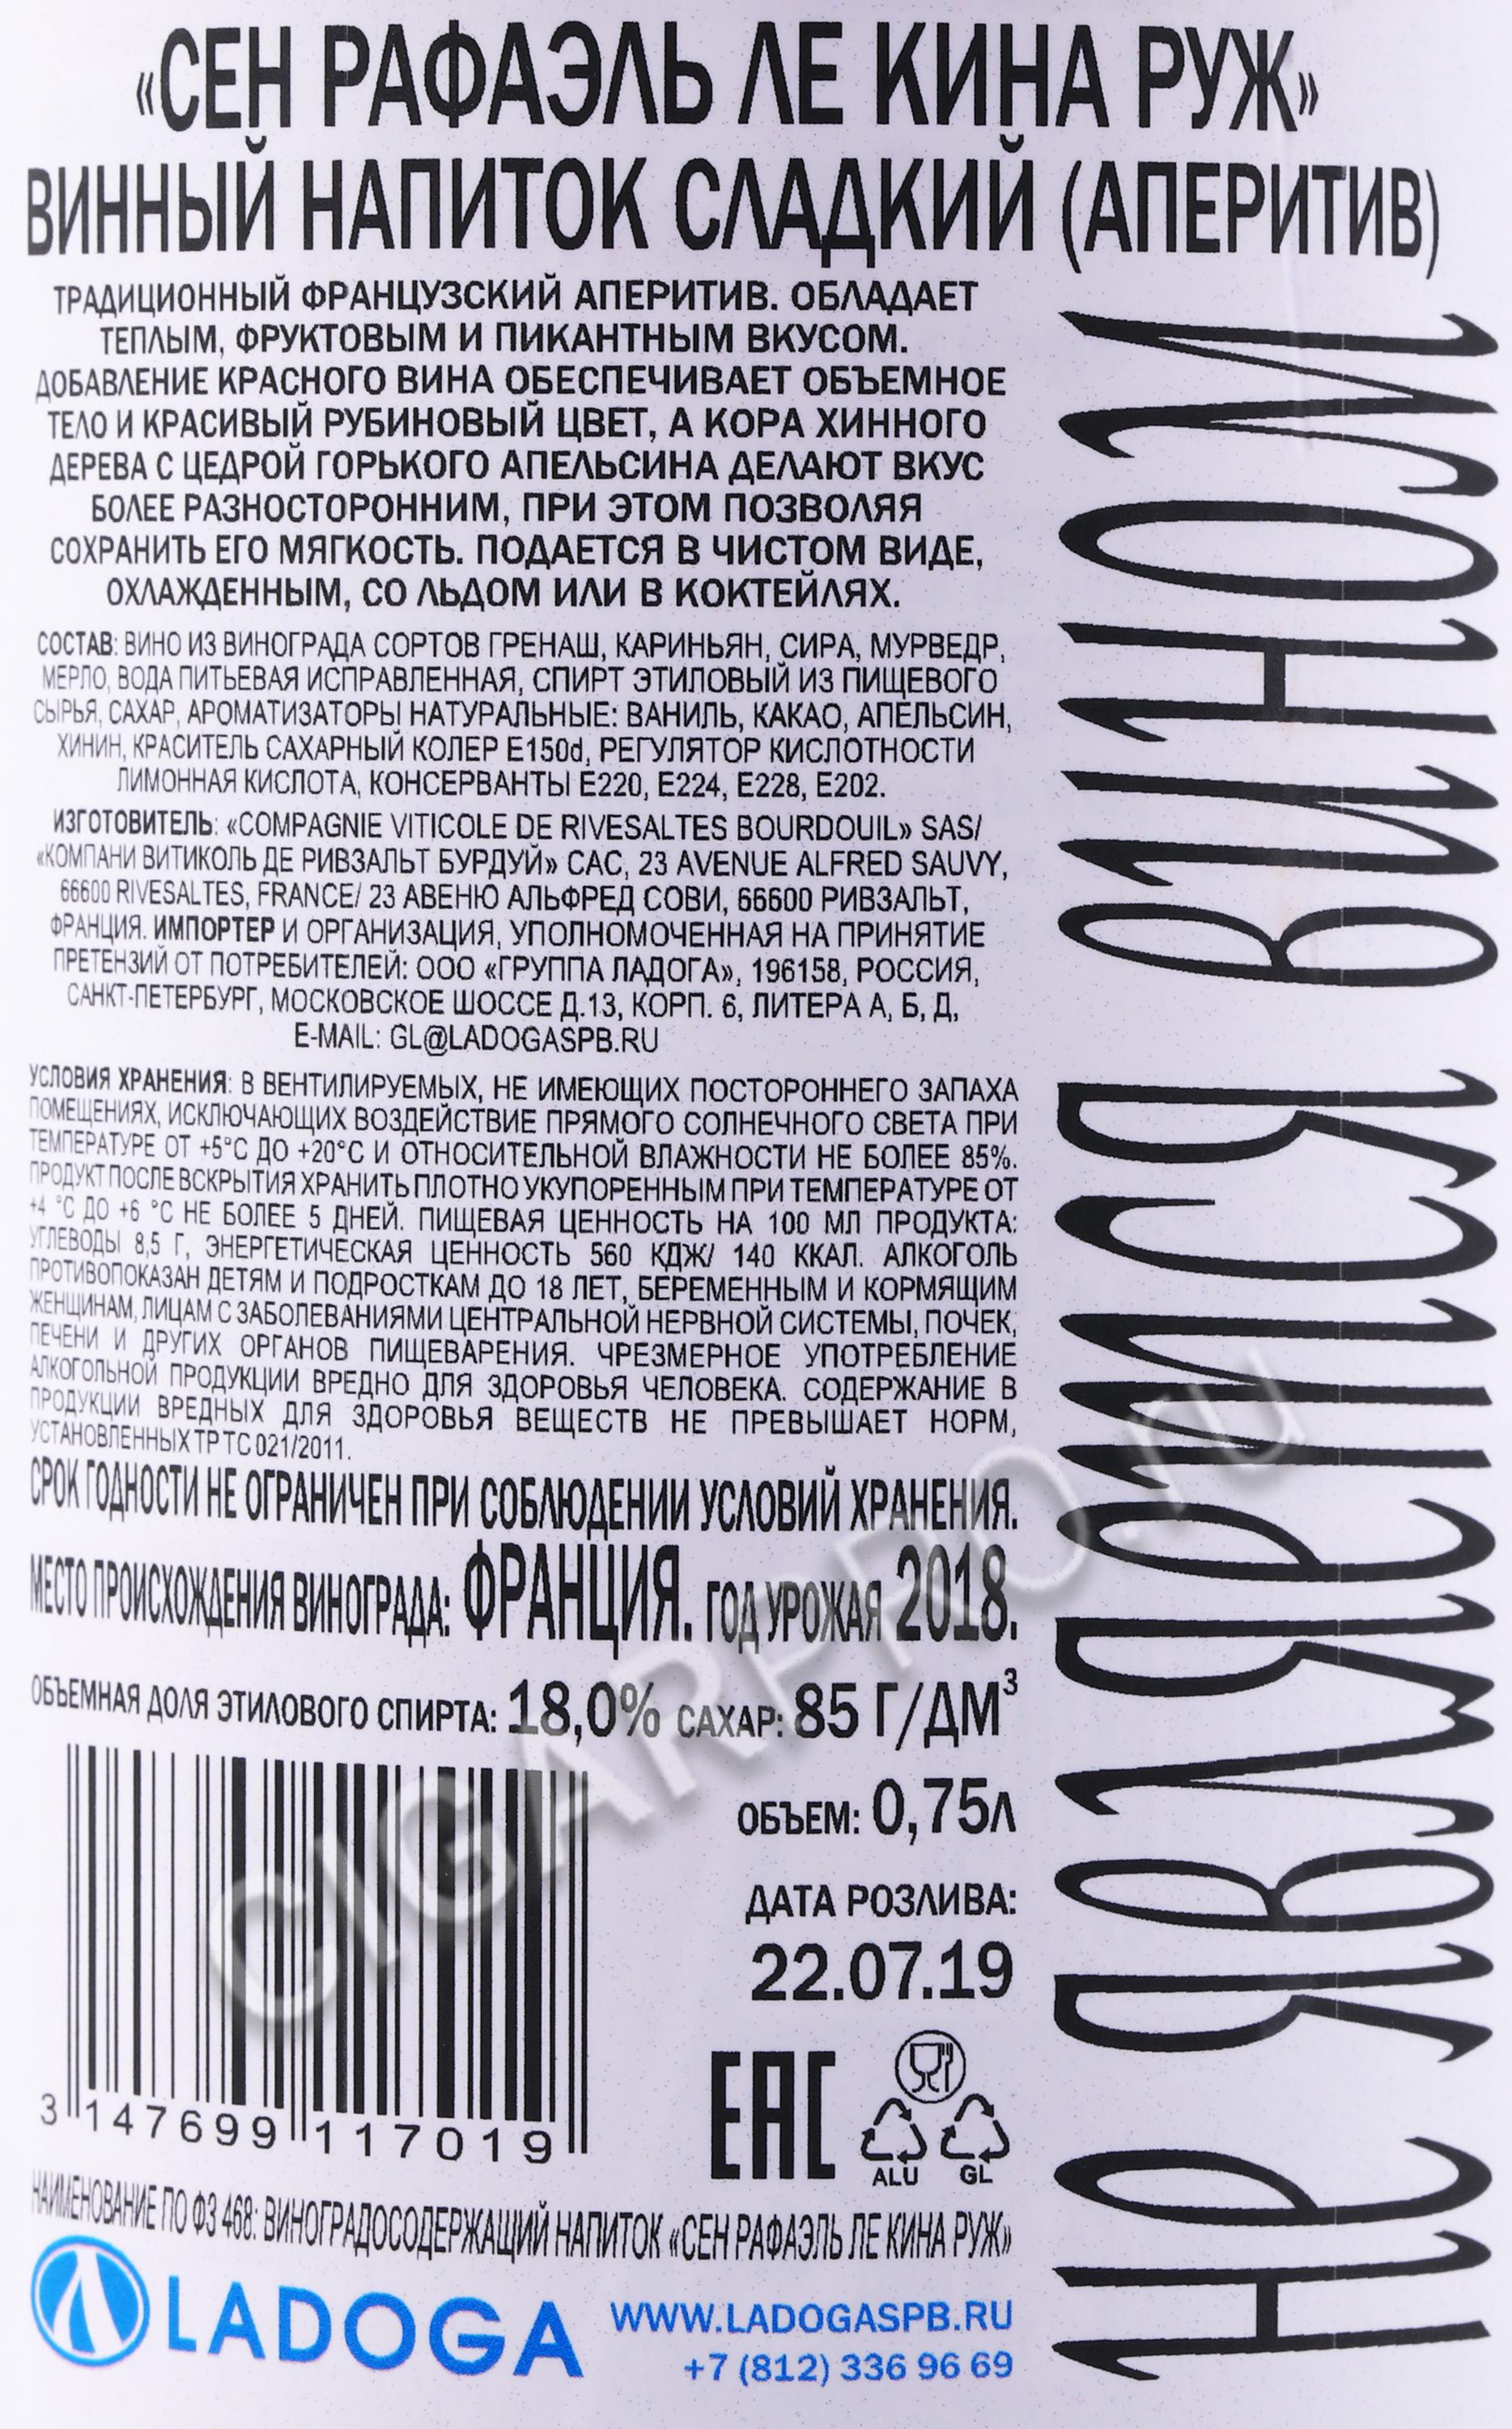 «СЕН РАФАЭЛЬ ЛЕ КИНА РУЖ»
ВИННЫЙ НАПИТОК СЛАДКИЙ (АПЕРИТИВ)
ТРАДИЦИОННЫЙ ФРАНЦУЗСКИЙ АПЕРИТИВ. ОБЛАДАЕТ
ТЕПЛЫМ, ФРУКТОВЫМ И ПИКАНТНЫМ ВКУСОМ.
ДОБАВЛЕНИЕ КРАСНОГО ВИНА ОБЕСПЕЧИВАЕТ ОБЪЕМНОЕ
ТЕЛО И КРАСИВЫЙ РУБИНОВЫЙ ЦВЕТ, А КОРА ХИННОГО
ДЕРЕВА С ЦЕДРОЙ ГОРЬКОГО АПЕЛЬСИНА ДЕЛАЮТ ВКУС
БОЛЕЕ РАЗНОСТОРОННИМ, ПРИ ЭТОМ ПОЗВОЛЯЯ
СОХРАНИТЬ ЕГО МЯГКОСТЬ. ПОДАЕТСЯ В ЧИСТОМ ВИДЕ,
ОХЛАЖДЕННЫМ, СО ЛЬДОМ ИЛИ В КОКТЕЙЛЯХ.
СОСТАВ: ВИНО ИЗ ВИНОГРАДА СОРТОВ ГРЕНАШ, КАРИНЬЯН, СИРА, МУРВЕДР,
МЕРЛО, ВОДА ПИТЬЕВАЯ ИСПРАВЛЕННАЯ, СПИРТ ЭТИЛОВЫЙ ИЗ ПИЩЕВОГО
СЫРЬЯ, САХАР, АРОМАТИЗАТОРЫ НАТУРАЛЬНЫЕ: ВАНИЛЬ, КАКАО, АПЕЛЬСИН,
ХИНИН, КРАСИТЕЛЬ САХАРНЫЙ КОЛЕР Е150d, РЕГУЛЯТОР КИСЛОТНОСТИ
ЛИМОННАЯ КИСЛОТА, КОНСЕРВАНТЫ Е220, Е224, Е228, Е202.
ИЗГОТОВИТЕЛЬ: «COMPAGNIE VITICOLE DE RIVESALTES BOURDOUIL» SAS/
«КОМПАНИ ВИТИКОЛЬ ДЕ РИВЗАЛЬТ БУРДУЙ» САС, 23 AVENUE ALFRED SAUVY,
66600 RIVESALTES, FRANCE/ 23 АВЕНЮ АЛЬФРЕД СОВИ, 66600 РИВЗАЛЬТ,
ФРАНЦИЯ. ИМПОРТЕР И ОРГАНИЗАЦИЯ, УПОЛНОМОЧЕННАЯ НА ПРИНЯТИЕ
ПРЕТЕНЗИЙ ОТ ПОТРЕБИТЕЛЕЙ: ООО «ГРУППА ЛАДОГА», 196158, РОССИЯ,
САНКТ-ПЕТЕРБУРГ, МОСКОВСКОЕ ШОССЕ Д.13, КОРП. 6, ЛИТЕРА А, Б, Д,
E-MAIL: GL@LADOGASPB.RU
УСЛОВИЯ ХРАНЕНИЯ: В ВЕНТИЛИРУЕМЫХ, НЕ ИМЕЮЩИХ ПОСТОРОННЕГО ЗАПАХА
ПОМЕЩЕНИЯХ, ИСКЛЮЧАЮЩИХ ВОЗДЕЙСТВИЕ ПРЯМОГО СОЛНЕЧНОГО СВЕТА ПРИ
ТЕМПЕРАТУРЕ ОТ +5°С ДО +20°С И ОТНОСИТЕЛЬНОЙ ВЛАЖНОСТИ НЕ БОЛЕЕ 85%.
ПРОДУКТ ПОСЛЕ ВСКРЫТИЯ ХРАНИТЬ ПЛОТНО УКУПОРЕННЫМ ПРИ ТЕМПЕРАТУРЕ ОТ
+4 °С ДО +6 °С НЕ БОЛЕЕ 5 ДНЕЙ. ПИЩЕВАЯ ЦЕННОСТЬ НА 100 МЛ ПРОДУКТА:
УГЛЕВОДЫ 8,5 Г, ЭНЕРГЕТИЧЕСКАЯ ЦЕННОСТЬ 560 КДЖ/ 140 ККАЛ. АЛКОГОЛЬ
ПРОТИВОПОКАЗАН ДЕТЯМ И ПОДРОСТКАМ ДО 18 ЛЕТ, БЕРЕМЕННЫМ И КОРМЯЩИМ
ЖЕНЩИНАМ, ЛИЦАМ С ЗАБОЛЕВАНИЯМИ ЦЕНТРАЛЬНОЙ НЕРВНОЙ СИСТЕМЫ, ПОЧЕК,
ПЕЧЕНИ И ДРУГИХ ОРГАНОВ ПИЩЕВАРЕНИЯ. ЧРЕЗМЕРНОЕ УПОТРЕБЛЕНИЕ
АЛКОГОЛЬНОЙ ПРОДУКЦИИ ВРЕДНО ДЛЯ ЗДОРОВЬЯ ЧЕЛОВЕКА. СОДЕРЖАНИЕ В
ПРОДУКЦИИ ВРЕДНЫХ ДЛЯ ЗДОРОВЬЯ ВЕЩЕСТВ НЕ ПРЕВЫШАЕТ НОРМ,
УСТАНОВЛЕННЫХ ТР ТС 021/2011.
СРОК ГОДНОСТИ НЕ ОГРАНИЧЕН ПРИ СОБЛЮДЕНИИ УСЛОВИЙ ХРАНЕНИЯ.
МЕСТО ПРОИСХОЖДЕНИЯ ВИНОГРАДА: ФРАНЦИЯ. ГОД УРОЖАЯ 2018.
ОБЪЕМНАЯ ДОЛЯ ЭТИЛОВОГО СПИРТА: 18,0% САХАР: 85 Г/ДМ³
ОБЪЕМ: 0,75Л
ДАТА РОЗЛИВА:
22.07.19
EAC
ALU GL
3 147699 117019
НАИМЕНОВАНИЕ ПО ФЗ 468: ВИНОГРАДОСОДЕРЖАЩИЙ НАПИТОК «СЕН РАФАЭЛЬ ЛЕ КИНА РУЖ»
LADOGA
WWW.LADOGASPB.RU
+7 (812) 336 96 69
НЕ ЯВЛЯЕТСЯ ВИНОМ
CIGARPRO.ru